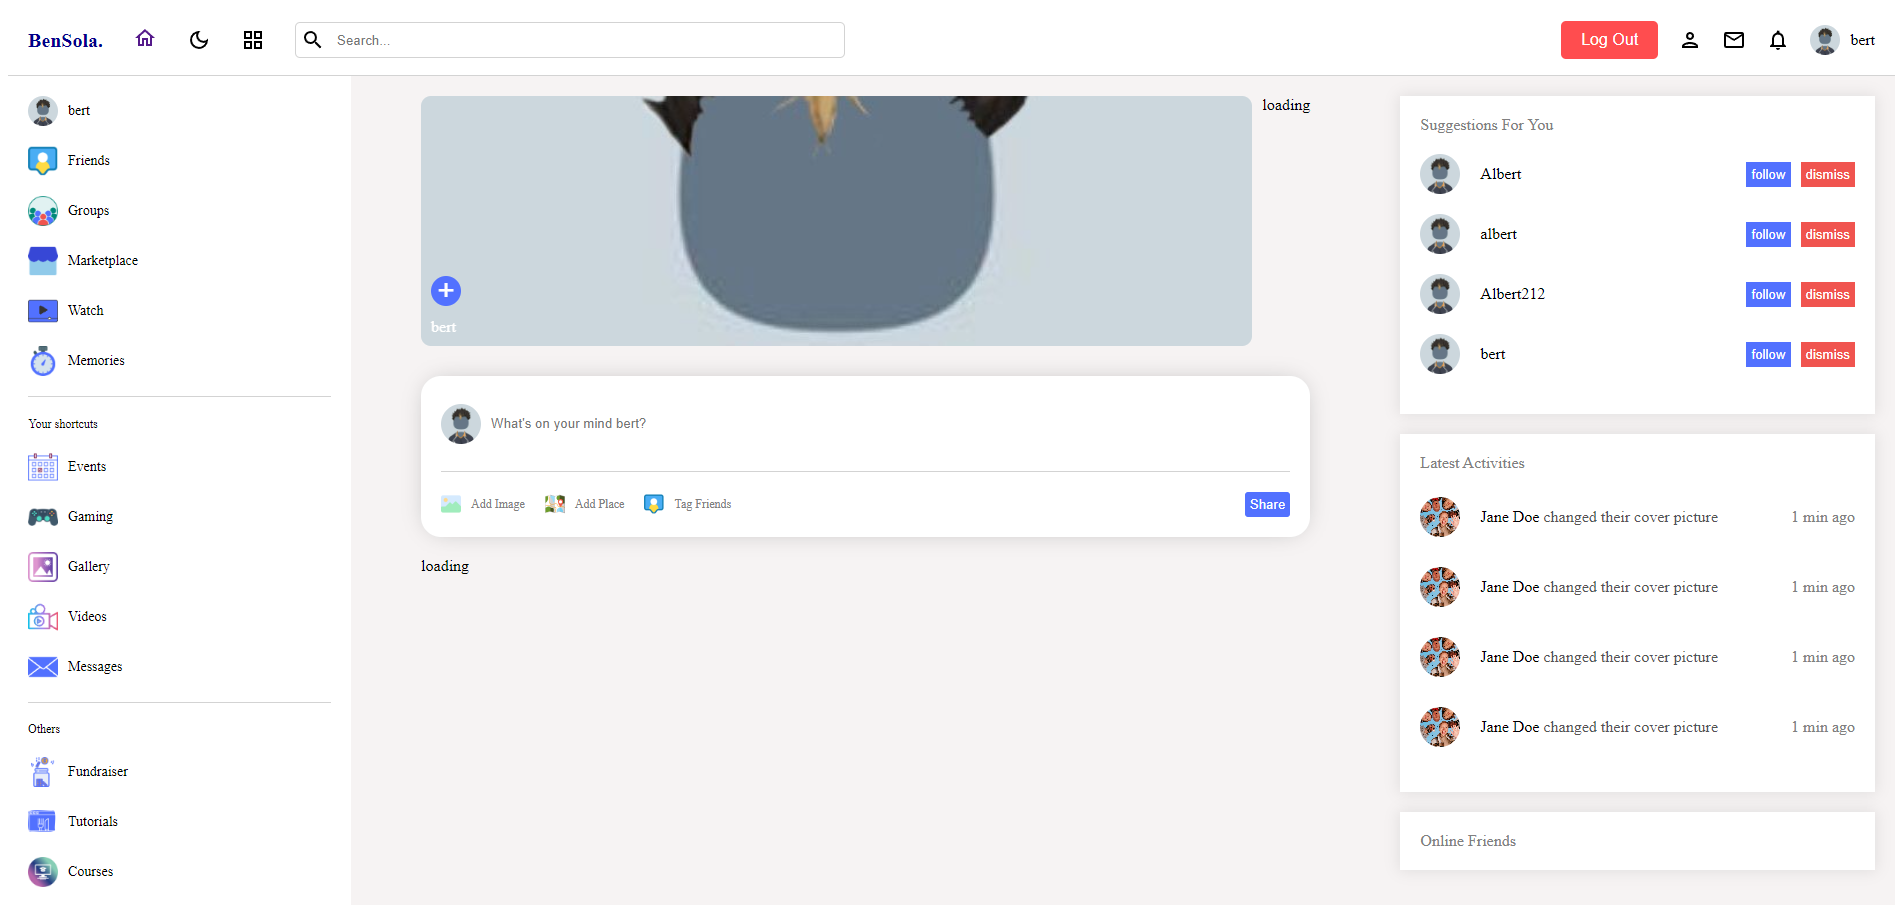 BenSola.
Search...
Log Out
bert
bert
Friends
Groups
Marketplace
Watch
Memories
Your shortcuts
Events
Gaming
Gallery
Videos
Messages
Others
Fundraiser
Tutorials
Courses
bert
loading
What's on your mind bert?
Add Image
Add Place
Tag Friends
Share
loading
Suggestions For You
Albert follow dismiss
albert follow dismiss
Albert212 follow dismiss
bert follow dismiss
Latest Activities
Jane Doe changed their cover picture 1 min ago
Jane Doe changed their cover picture 1 min ago
Jane Doe changed their cover picture 1 min ago
Jane Doe changed their cover picture 1 min ago
Online Friends